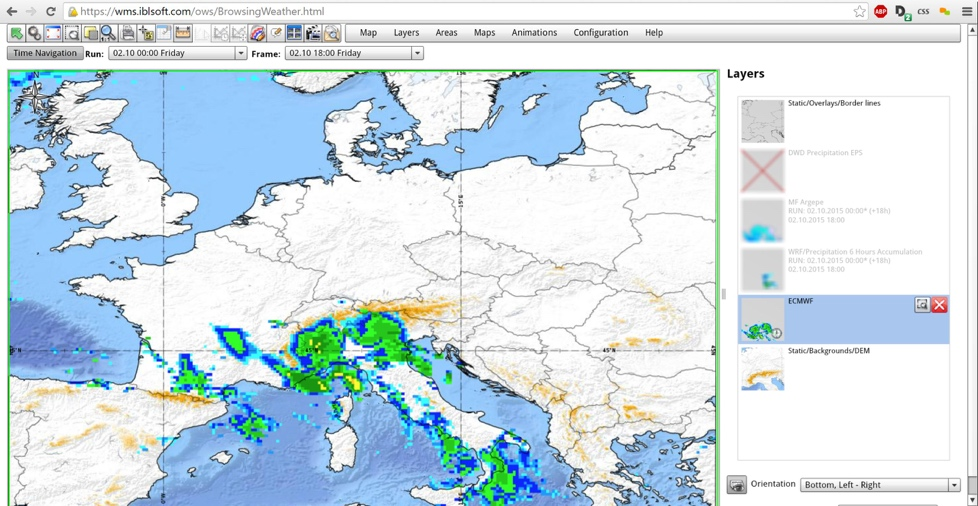 https://wms.iblsoft.com/ows/BrowsingWeather.html
ABP
D 2
CSS
Map Layers Areas Maps Animations Configuration Help
Time Navigation Run: 02.10 00:00 Friday Frame: 02.10 18:00 Friday
Layers
Static/Overlays/Border lines
DWD Precipitation EPS
MF Argepe
RUN: 02.10.2015 00:00* (+18h)
02.10.2015 18:00
WRF/Precipitation 6 Hours Accumulation
RUN: 02.10.2015 00:00* (+18h)
02.10.2015 18:00
ECMWF
Static/Backgrounds/DEM
45°N
Orientation Bottom, Left - Right